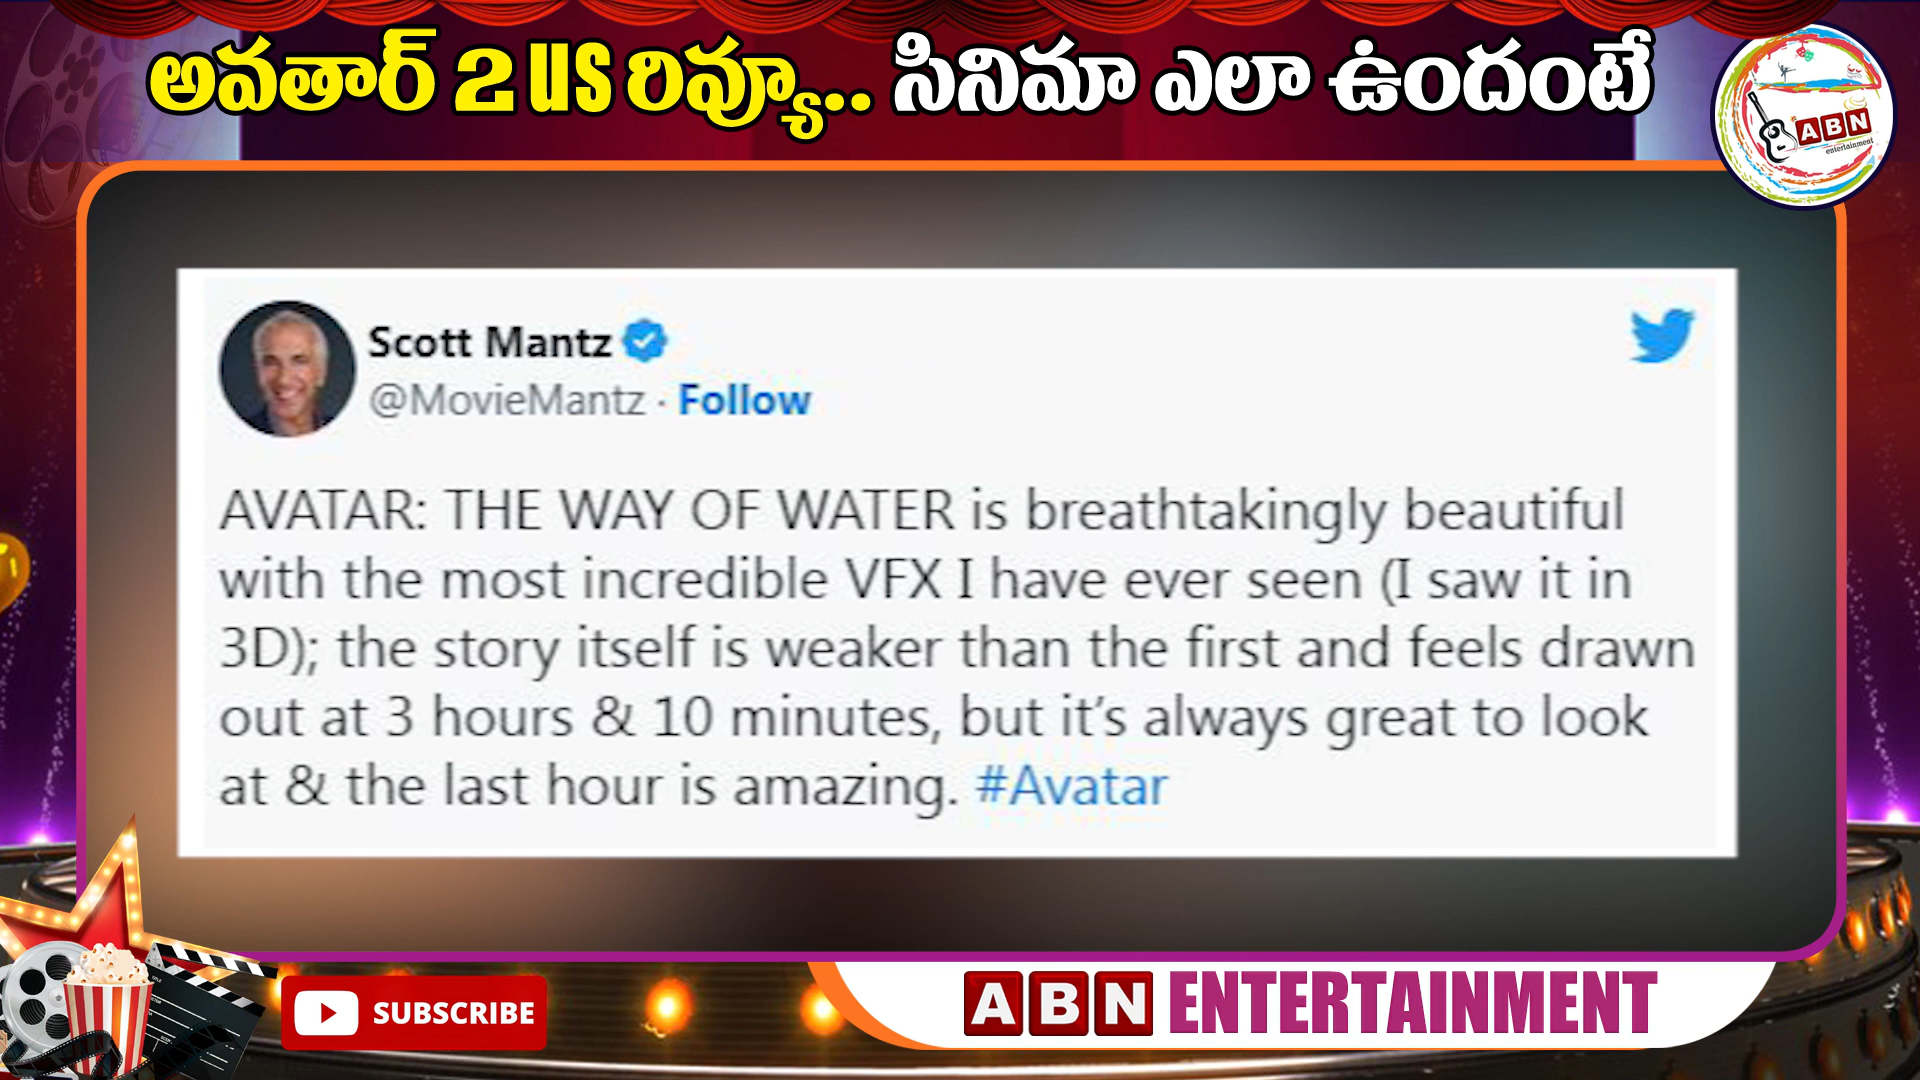 అవతార్ 2 US రివ్యూ.. సినిమా ఎలా ఉందంటే
ABN
entertainment
Scott Mantz
@MovieMantz · Follow
AVATAR: THE WAY OF WATER is breathtakingly beautiful
with the most incredible VFX I have ever seen (I saw it in
3D); the story itself is weaker than the first and feels drawn
out at 3 hours & 10 minutes, but it’s always great to look
at & the last hour is amazing. #Avatar
SUBSCRIBE
ABN ENTERTAINMENT